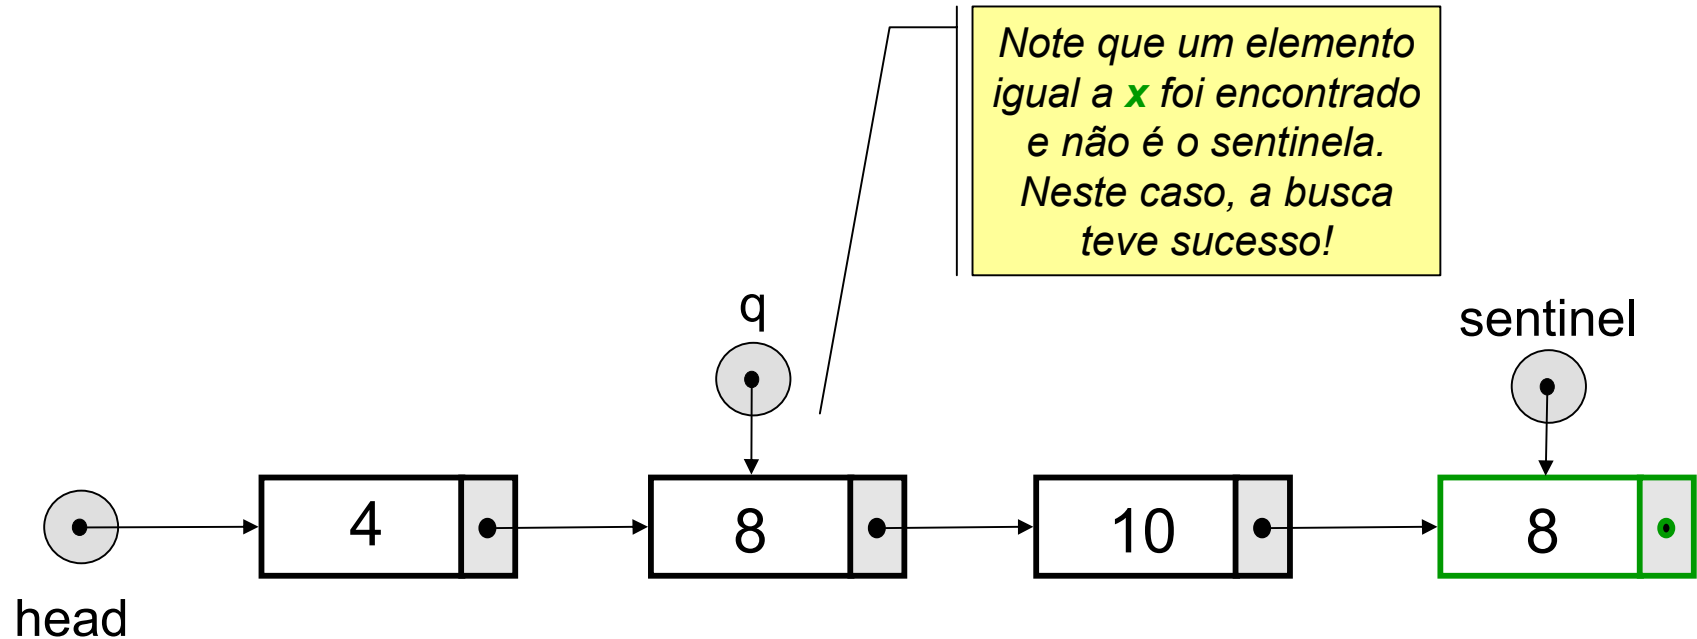 Note que um elemento
igual a x foi encontrado
e não é o sentinela.
Neste caso, a busca
teve sucesso!
q
sentinel
4
8
10
8
head